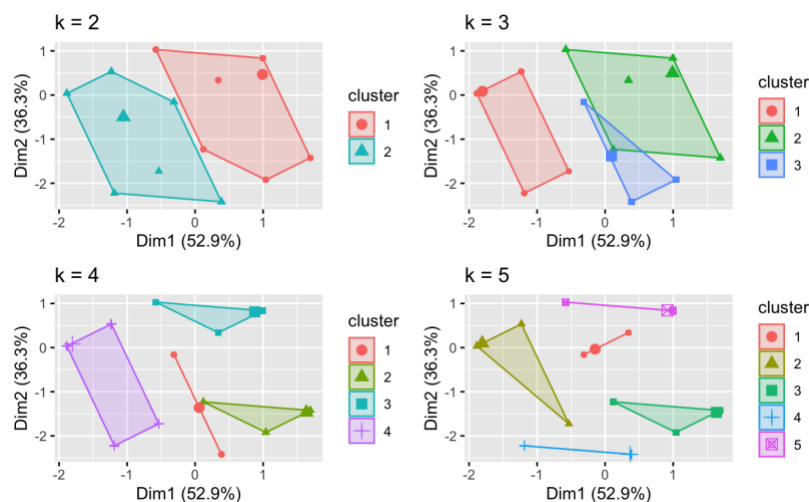 k = 2
1
0
-1
-2
Dim2 (36.3%)
-2
-1
0
1
Dim1 (52.9%)
cluster
1
2
k = 3
1
0
-1
-2
Dim2 (36.3%)
-2
-1
0
1
Dim1 (52.9%)
cluster
1
2
3
k = 4
1
0
-1
-2
Dim2 (36.3%)
-2
-1
0
1
Dim1 (52.9%)
cluster
1
2
3
4
k = 5
1
0
-1
-2
Dim2 (36.3%)
-2
-1
0
1
Dim1 (52.9%)
cluster
1
2
3
4
5